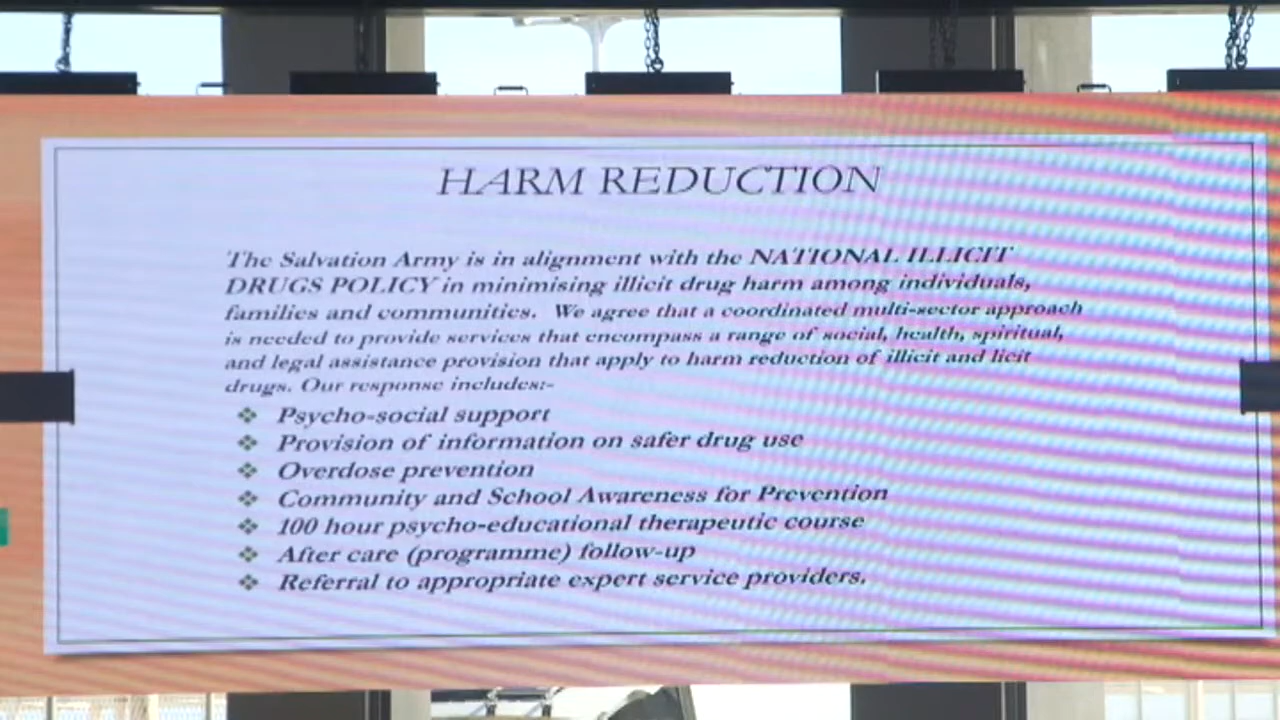 HARM REDUCTION
The Salvation Army is in alignment with the NATIONAL ILLICIT
DRUGS POLICY in minimising illicit drug harm among individuals,
families and communities. We agree that a coordinated multi-sector approach
is needed to provide services that encompass a range of social, health, spiritual,
and legal assistance provision that apply to harm reduction of illicit and licit
drugs. Our response includes:-
❖ Psycho-social support
❖ Provision of information on safer drug use
❖ Overdose prevention
❖ Community and School Awareness for Prevention
❖ 100 hour psycho-educational therapeutic course
❖ After care (programme) follow-up
❖ Referral to appropriate expert service providers.